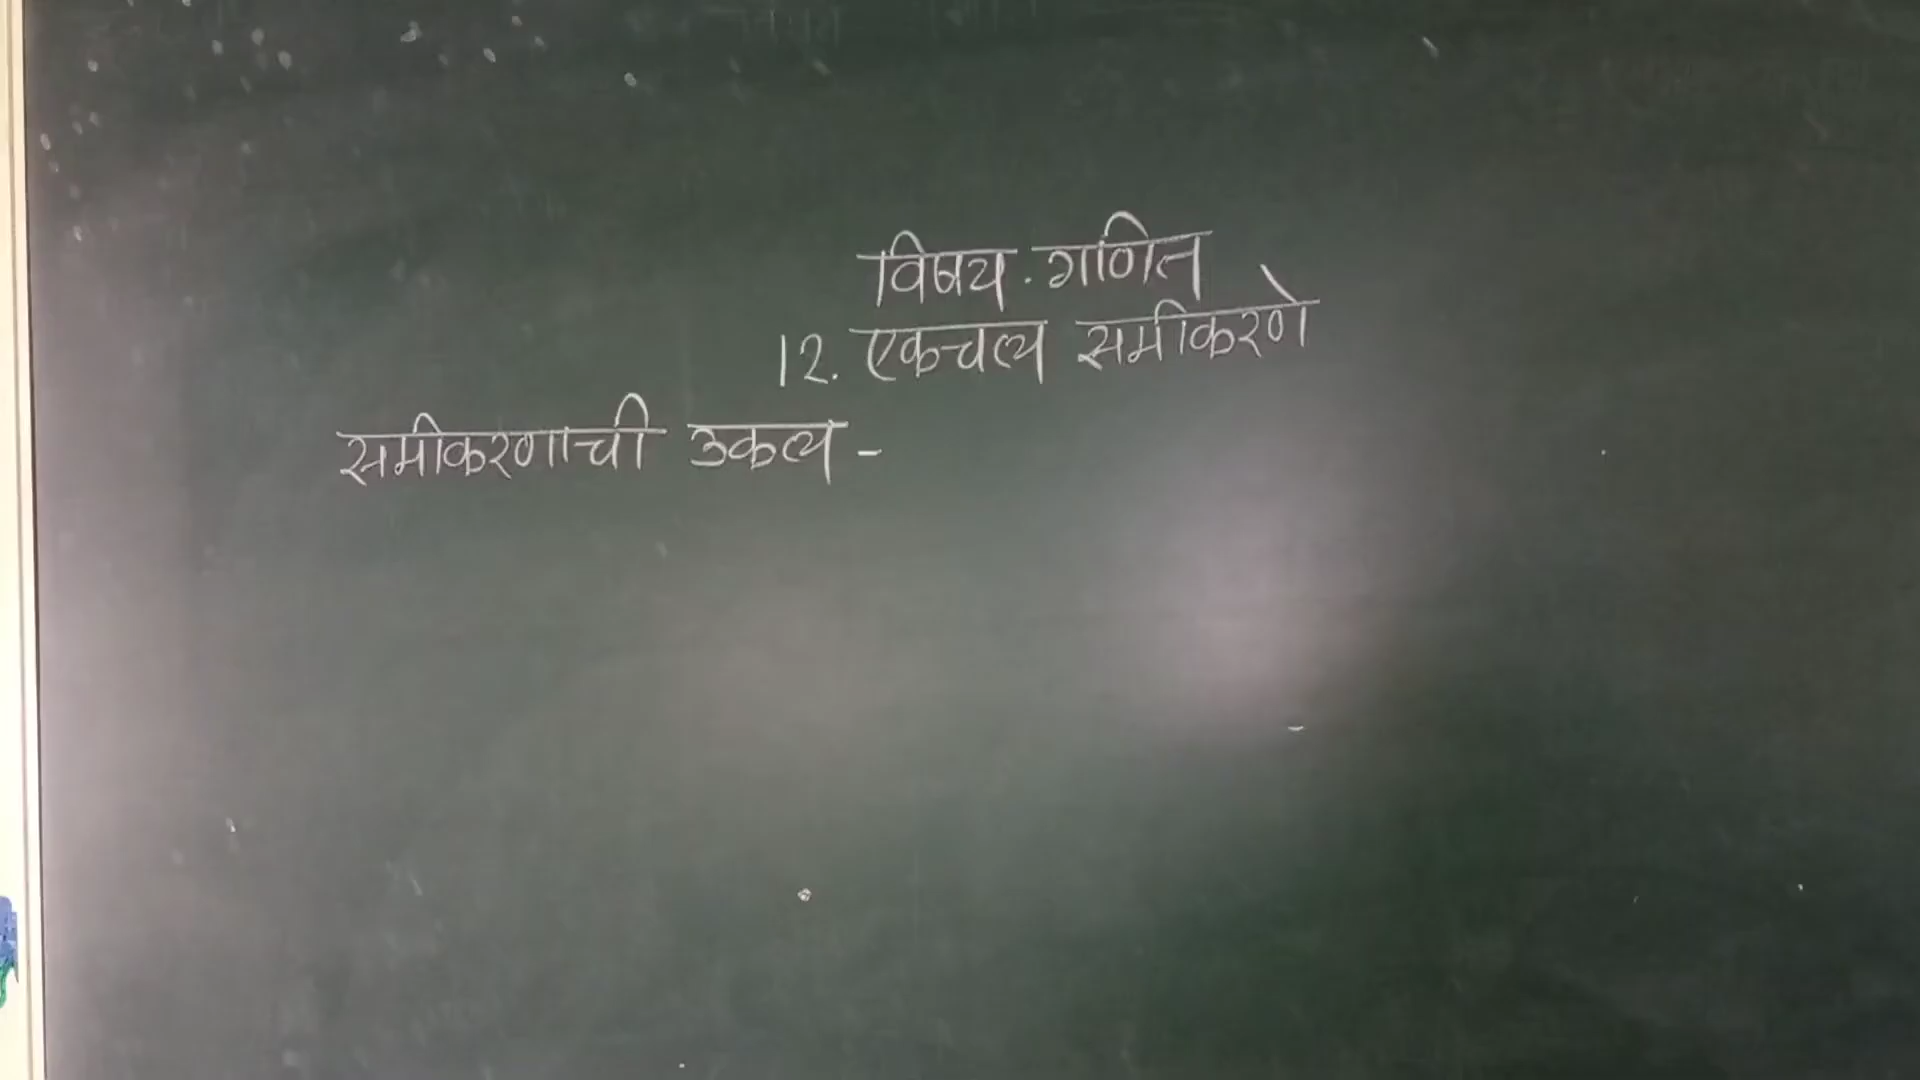 विषय. गणित
12. एकचल समीकरणे
समीकरणाची उकल -